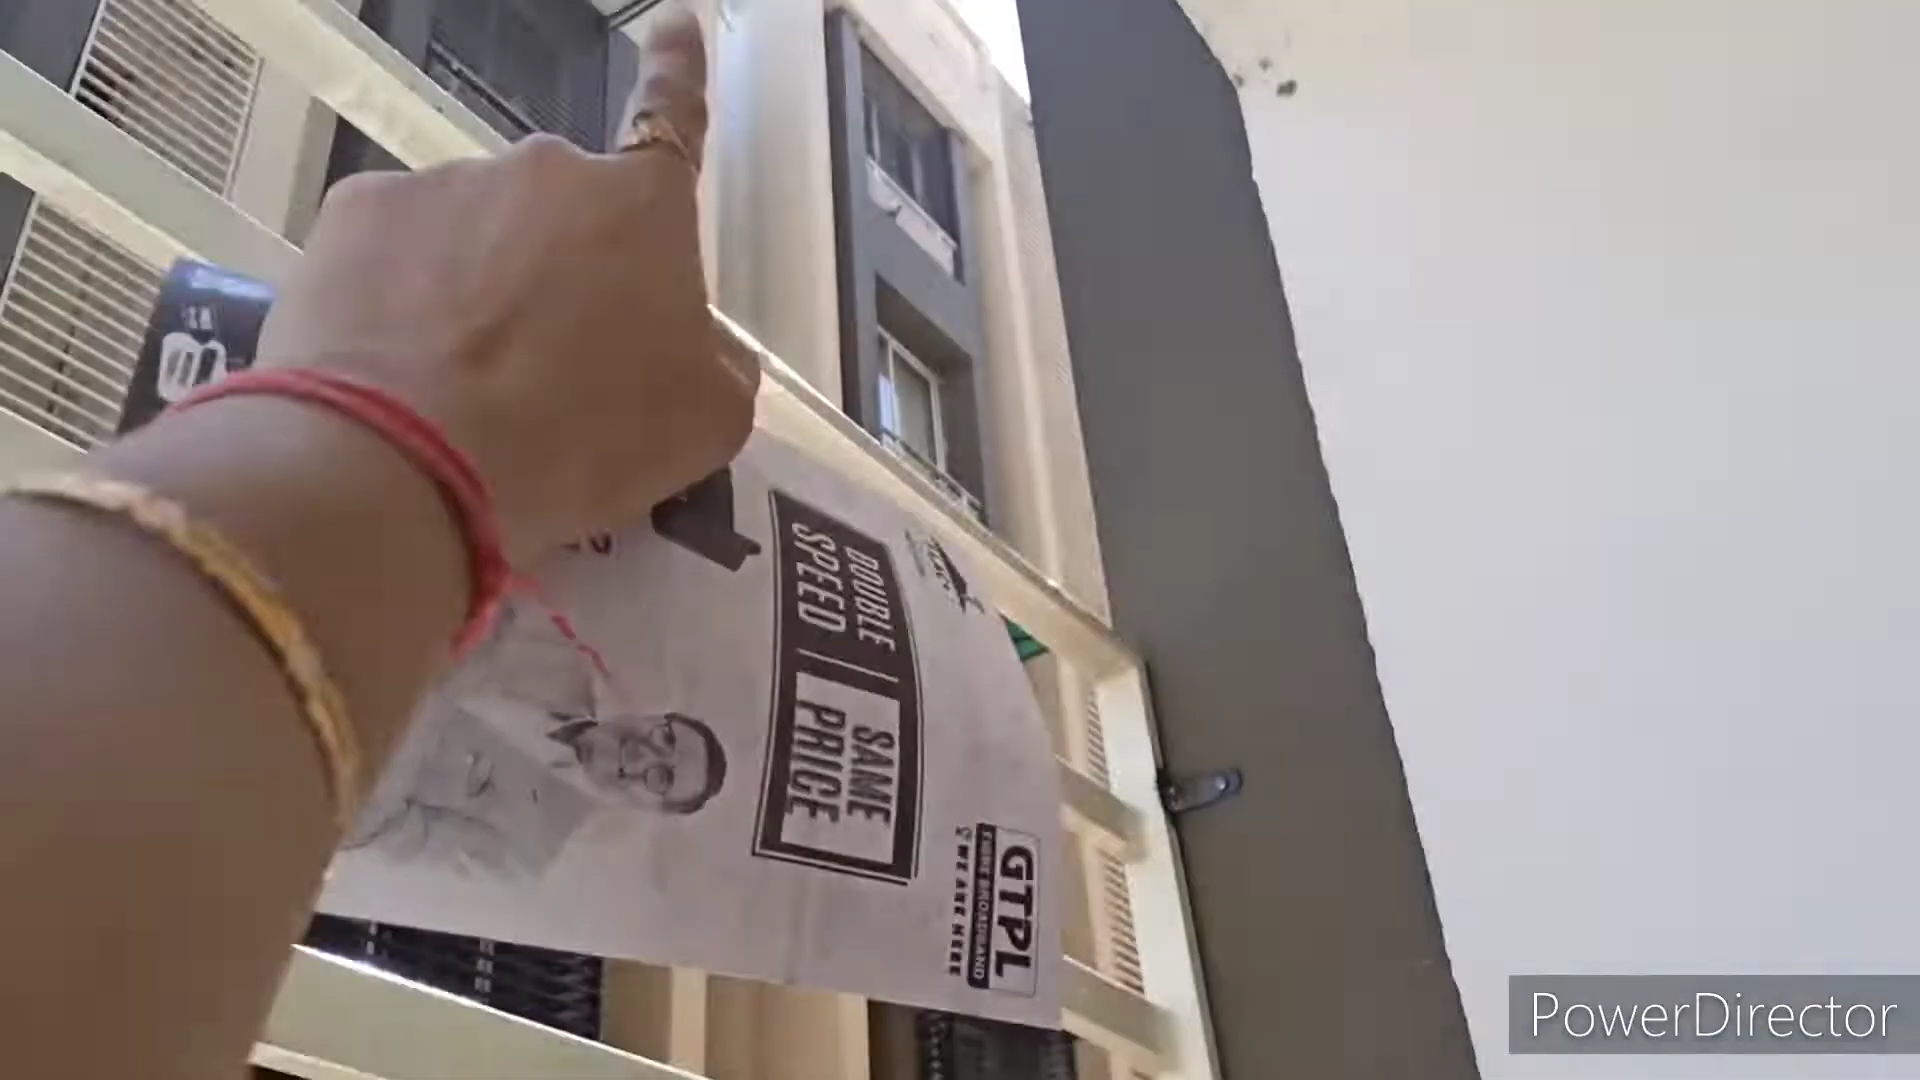 DOUBLE
SPEED
SAME
PRICE
GTPL
FIBRE BROADBAND
WE ARE HERE
PowerDirector